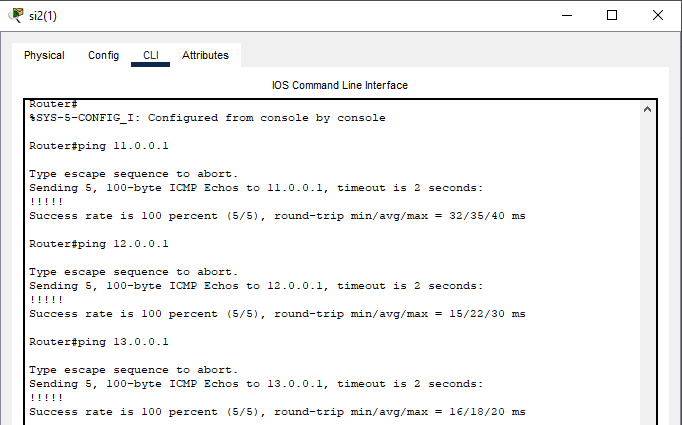 si2(1)
Physical Config CLI Attributes
IOS Command Line Interface
Router#
%SYS-5-CONFIG_I: Configured from console by console
Router#ping 11.0.0.1
Type escape sequence to abort.
Sending 5, 100-byte ICMP Echos to 11.0.0.1, timeout is 2 seconds:
!!!!!
Success rate is 100 percent (5/5), round-trip min/avg/max = 32/35/40 ms
Router#ping 12.0.0.1
Type escape sequence to abort.
Sending 5, 100-byte ICMP Echos to 12.0.0.1, timeout is 2 seconds:
!!!!!
Success rate is 100 percent (5/5), round-trip min/avg/max = 15/22/30 ms
Router#ping 13.0.0.1
Type escape sequence to abort.
Sending 5, 100-byte ICMP Echos to 13.0.0.1, timeout is 2 seconds:
!!!!!
Success rate is 100 percent (5/5), round-trip min/avg/max = 16/18/20 ms